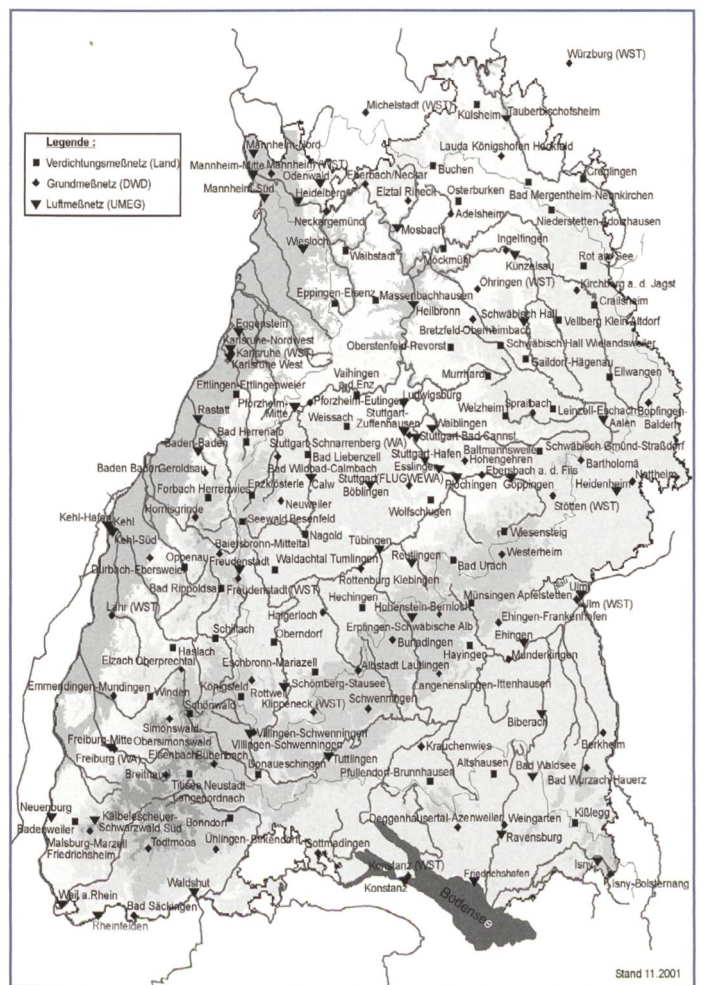 Würzburg (WST)
Michelstadt (WST)
Külsheim
Tauberbischofsheim
Legende :
Verdichtungsmeßnetz (Land)
Grundmeßnetz (DWD)
Luftmeßnetz (UMEG)
Mannheim-Nord
Lauda Königshofen Heckfeld
Mannheim-Mitte
Mannheim (WST)
Odenwald
Eberbach/Neckar
Buchen
Creglingen
Mannheim Süd
Heidelberg
Elztal Rineck
Osterburken
Bad Mergentheim-Neunkirchen
Neckargemünd
Adelsheim
Niederstetten-Adolzhausen
Mosbach
Wiesloch
Waibstadt
Möckmühl
Ingelfingen
Künzelsau
Rot am See
Öhringen (WST)
Kirchberg a. d. Jagst
Eppingen-Elsenz
Massenbachhausen
Heilbronn
Crailsheim
Schwäbisch Hall
Vellberg Klein-Altdorf
Eggenstein
Bretzfeld-Oberheimbach
Karlsruhe-Nordwest
Karlsruhe (WST)
Karlsruhe West
Oberstenfeld-Prevorst
Schwäbisch Hall Wielandsweiler
Gaildorf-Hägenau
Murrhardt
Ellwangen
Ettlingen-Ettlingenweier
Vaihingen
a.d.Enz
Pforzheim-
Mitte
Pforzheim-Eutingen
Ludwigsburg
Rastatt
Weissach
Stuttgart-
Zuffenhausen
Welzheim
Spraitbach
Leinzell-Eschach
Bopfingen-
Baldern
Aalen
Waiblingen
Bad Herrenalb
Stuttgart-Schnarrenberg (WA)
Stuttgart Bad Cannst.
Baden-Baden
Bad Liebenzell
Stuttgart-Hafen
Baltmannsweiler
Schwäbisch Gmünd-Straßdorf
Hohengehren
Bartholomä
Baden Baden Geroldsau
Bad Wildbad-Calmbach
Esslingen
Ebersbach a. d. Fils
Nattheim
Enzklösterle
Calw
Stuttgart (FLUGWEWA)
Plochingen
Göppingen
Heidenheim
Forbach Herrenwies
Böblingen
Neuweiler
Wolfschlugen
Stötten (WST)
Hornisgrinde
Kehl-Hafen
Kehl
Seewald Besenfeld
Kehl-Süd
Nagold
Wiesensteig
Baiersbronn-Mitteltal
Tübingen
Reutlingen
Westerheim
Oppenau
Durbach-Ebersweier
Freudenstadt
Waldachtal Tumlingen
Bad Urach
Rottenburg Kiebingen
Bad Rippoldsau
Freudenstadt (WST)
Hechingen
Münsingen Apfelstetten
Ulm
Ulm (WST)
Lahr (WST)
Haigerloch
Hohenstein-Bernloch
Ehingen-Frankenhofen
Erpfingen-Schwäbische Alb
Schiltach
Oberndorf
Burladingen
Ehingen
Haslach
Hayingen
Munderkingen
Elzach Oberprechtal
Eschbronn-Mariazell
Albstadt Lautlingen
Langenenslingen-Ittenhausen
Emmendingen-Mundingen
Winden
Königsfeld
Rottweil
Schömberg-Stausee
Schönwald
Klippeneck (WST)
Schwenningen
Biberach
Simonswald
Obersimonswald
Villingen-Schwenningen
Villingen-Schwenningen
Freiburg-Mitte
Freiburg (WA)
Eisenbach Bubenbach
Krauchenwies
Berkheim
Tuttlingen
Donaueschingen
Altshausen
Bad Waldsee
Breitnau
Titisee Neustadt
Langenordnach
Pfullendorf-Brunnhausen
Bad Wurzach Hauerz
Neuenburg
Kälbelescheuer-
Schwarzwald Süd
Badenweiler
Bonndorf
Deggenhausertal-Azenweiler
Weingarten
Kißlegg
Malsburg-Marzell
Friedrichsheim
Todtmoos
Ühlingen-Birkendorf
Gottmadingen
Ravensburg
Konstanz (WST)
Konstanz
Isny
Friedrichshafen
Isny-Bolsternang
Waldshut
Weil a.Rhein
Bad Säckingen
Rheinfelden
Bodensee
Stand 11.2001